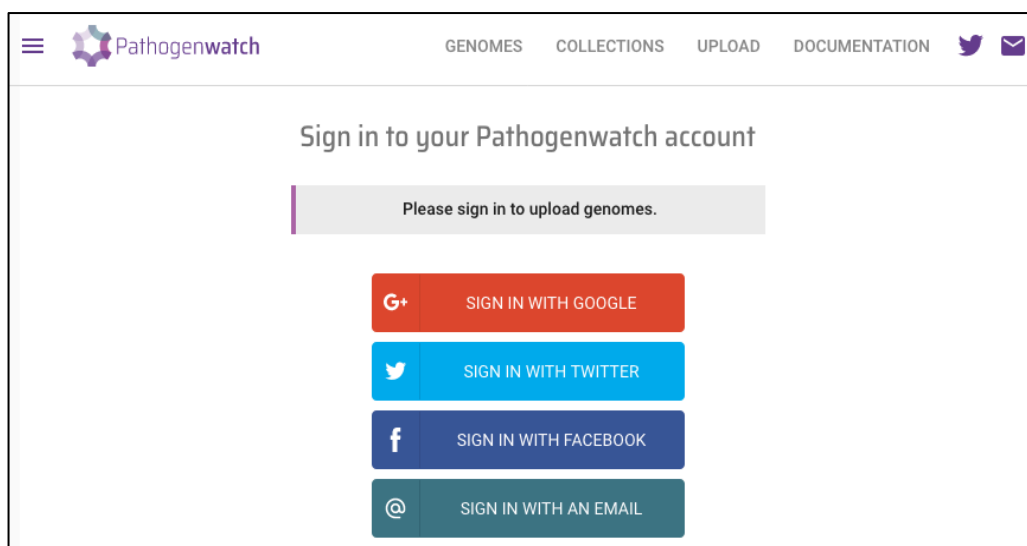 Pathogenwatch GENOMES COLLECTIONS UPLOAD DOCUMENTATION
Sign in to your Pathogenwatch account
Please sign in to upload genomes.
G+ SIGN IN WITH GOOGLE
SIGN IN WITH TWITTER
f SIGN IN WITH FACEBOOK
@ SIGN IN WITH AN EMAIL